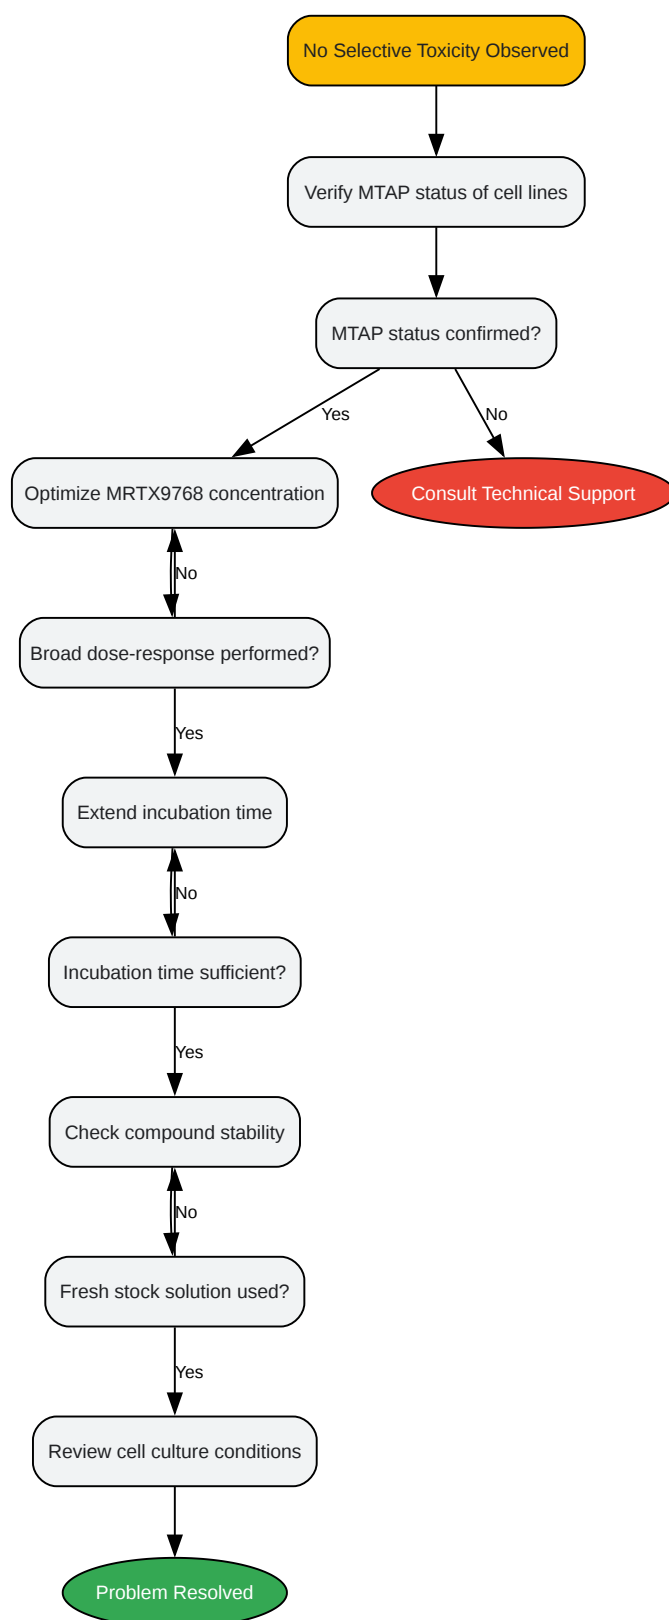 No Selective Toxicity Observed
Verify MTAP status of cell lines
MTAP status confirmed?
Yes
No
Optimize MRTX9768 concentration
Consult Technical Support
No
Broad dose-response performed?
Yes
Extend incubation time
No
Incubation time sufficient?
Yes
Check compound stability
No
Fresh stock solution used?
Yes
Review cell culture conditions
Problem Resolved